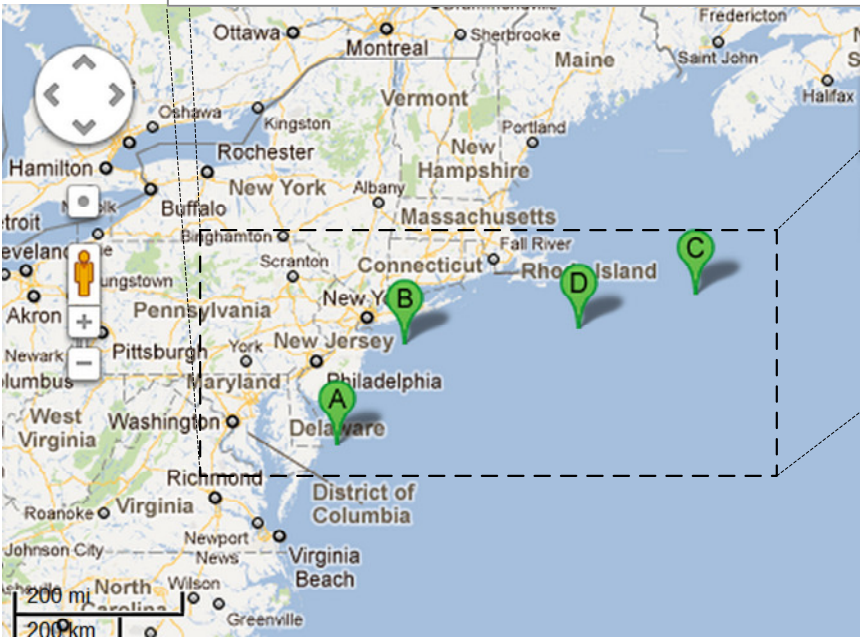 Ottawa
Montreal
Sherbrooke
Fredericton
Saint John
Maine
Halifax
Vermont
Oshawa
Kingston
Portland
Hamilton
Rochester
New
Hampshire
New York
Albany
Buffalo
Massachusetts
Binghamton
Fall River
C
Scranton
Connecticut
Rhode Island
D
B
Akron
Pennsylvania
New York
Newark
Pittsburgh
York
New Jersey
Maryland
Philadelphia
A
West
Virginia
Washington
Delaware
Richmond
District of
Columbia
Roanoke
Virginia
Johnson City
Newport
News
Virginia
Beach
North
Carolina
Wilson
Greenville
200 mi
200 km